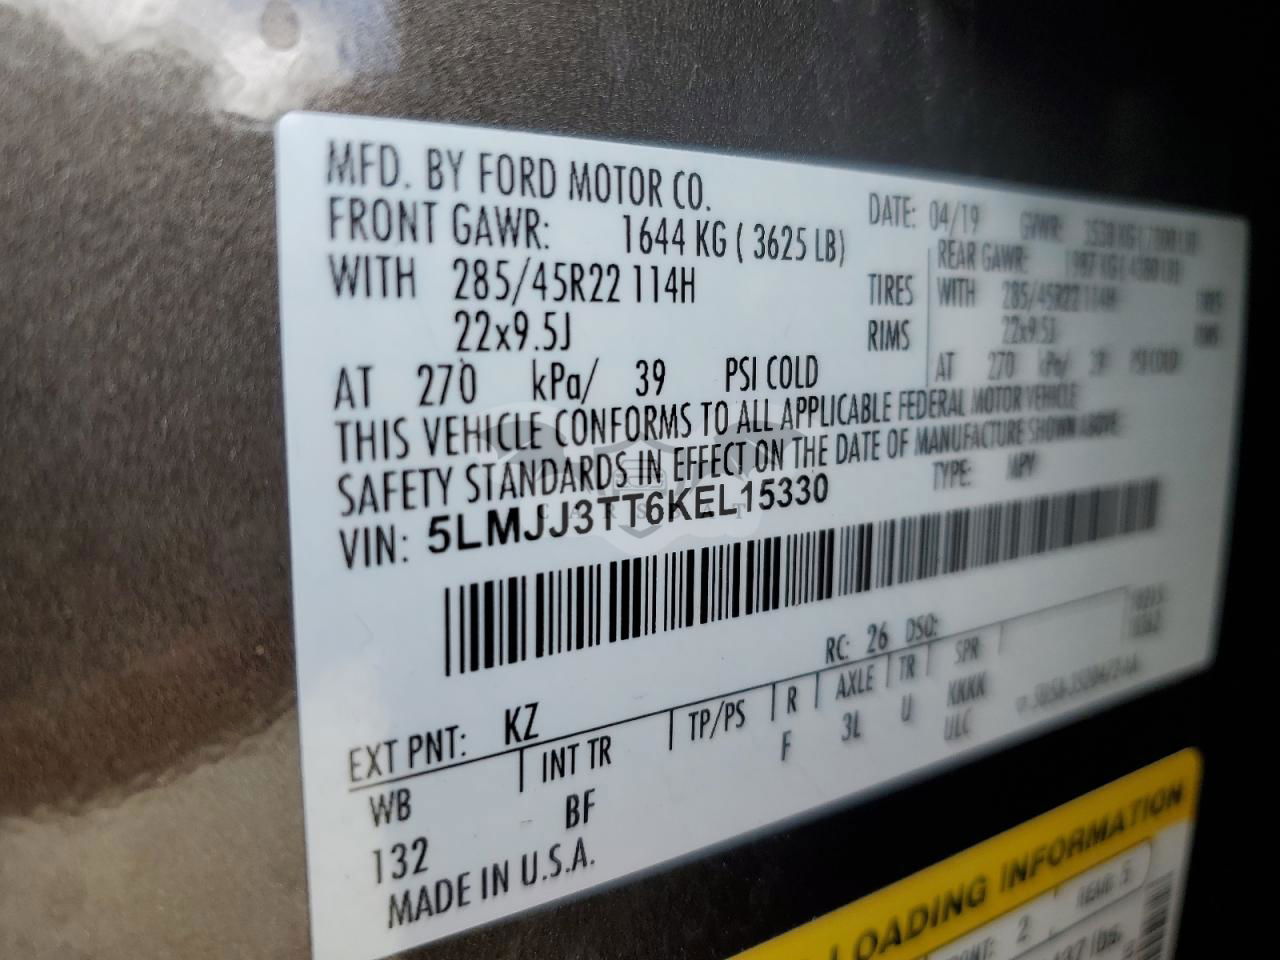 MFD. BY FORD MOTOR CO. DATE: 04/19 GVWR:
FRONT GAWR: 1644 KG ( 3625 LB) REAR GAWR:
WITH 285/45R22 114H TIRES WITH 285/45R22 114H TIRES
22x9.5J RIMS 22x9.5J RIMS
AT 270 kPa/ 39 PSI COLD AT 270 kPa/ 39 PSI COLD
THIS VEHICLE CONFORMS TO ALL APPLICABLE FEDERAL MOTOR VEHICLE
SAFETY STANDARDS IN EFFECT ON THE DATE OF MANUFACTURE SHOWN ABOVE.
VIN: 5LMJJ3TT6KEL15330 TYPE: MPV
EXT PNT: KZ RC: 26 DSO:
WB INT TR TP/PS R AXLE TR SPR
132 BF F 3L U KKKK
ULC
MADE IN U.S.A.
LOADING INFORMATION
2